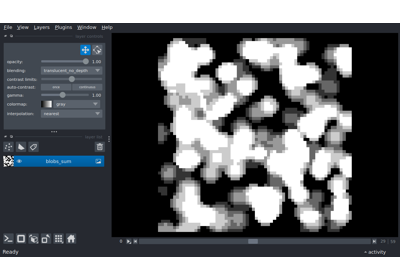 File View Layers Plugins Window Help
opacity: 1.00
blending: translucent_no_depth
contrast limits:
auto-contrast: once continuous
gamma: 1.00
colormap: gray
interpolation: nearest
blobs_sum
Ready
activity